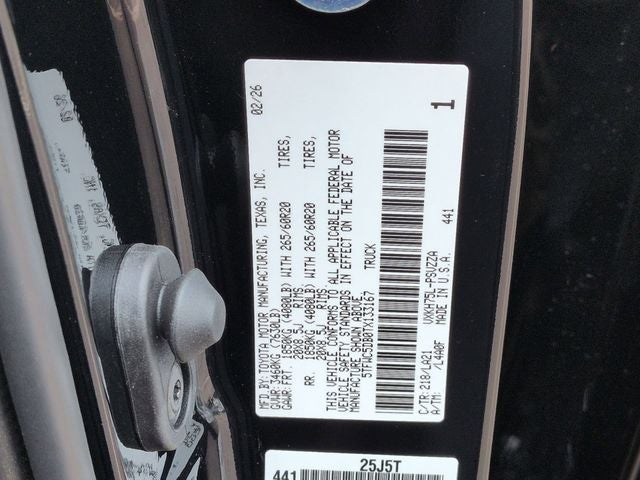 MFD. BY: TOYOTA MOTOR MANUFACTURING, TEXAS, INC. 02/26
GVWR: 3460KG (7630LB)
GAWR: FRT. 1850KG (4080LB) WITH 265/60R20 TIRES,
20X8.5J RIMS
RR. 1850KG (4080LB) WITH 265/60R20 TIRES,
RIMS
THIS VEHICLE CONFORMS TO ALL APPLICABLE FEDERAL MOTOR
VEHICLE SAFETY STANDARDS IN EFFECT ON THE DATE OF
MANUFACTURE SHOWN ABOVE.
TRUCK
C/TR: 218/LA21 VXKH75L-PSVZZA 441 1
A/TM: /L4A0F MADE IN U.S.A.
25J5T
441